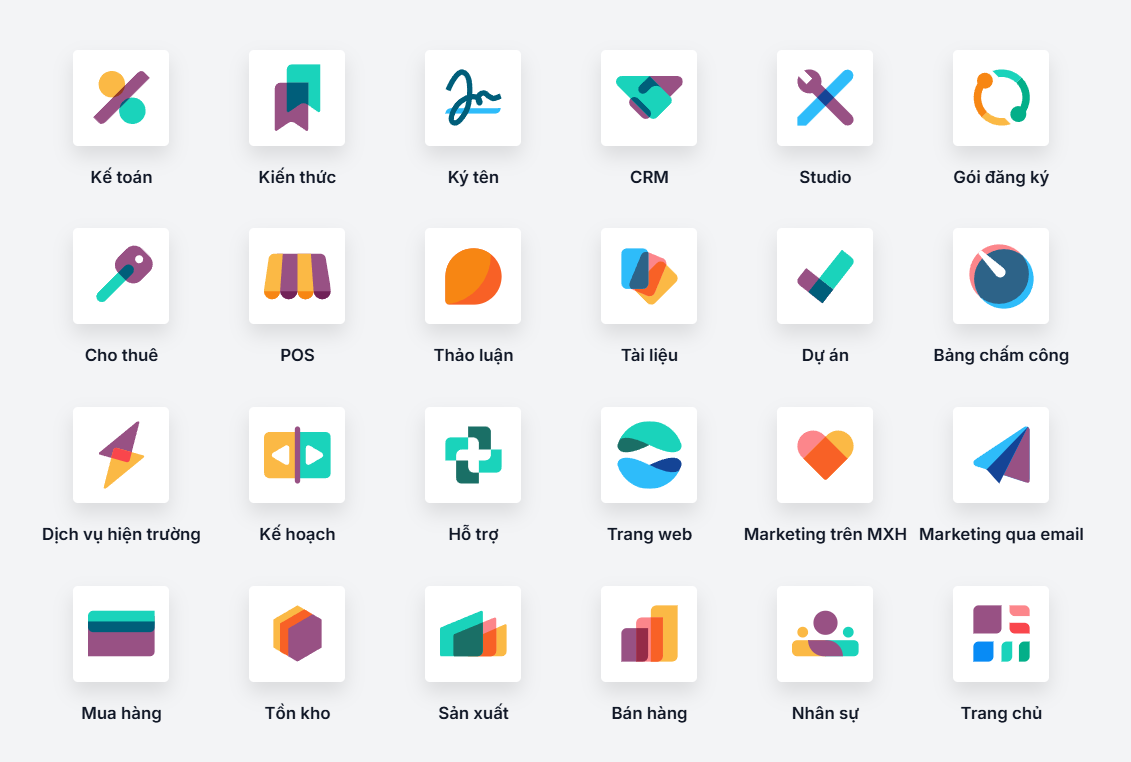 Kế toán
Kiến thức
Ký tên
CRM
Studio
Gói đăng ký
Cho thuê
POS
Thảo luận
Tài liệu
Dự án
Bảng chấm công
Dịch vụ hiện trường
Kế hoạch
Hỗ trợ
Trang web
Marketing trên MXH
Marketing qua email
Mua hàng
Tồn kho
Sản xuất
Bán hàng
Nhân sự
Trang chủ